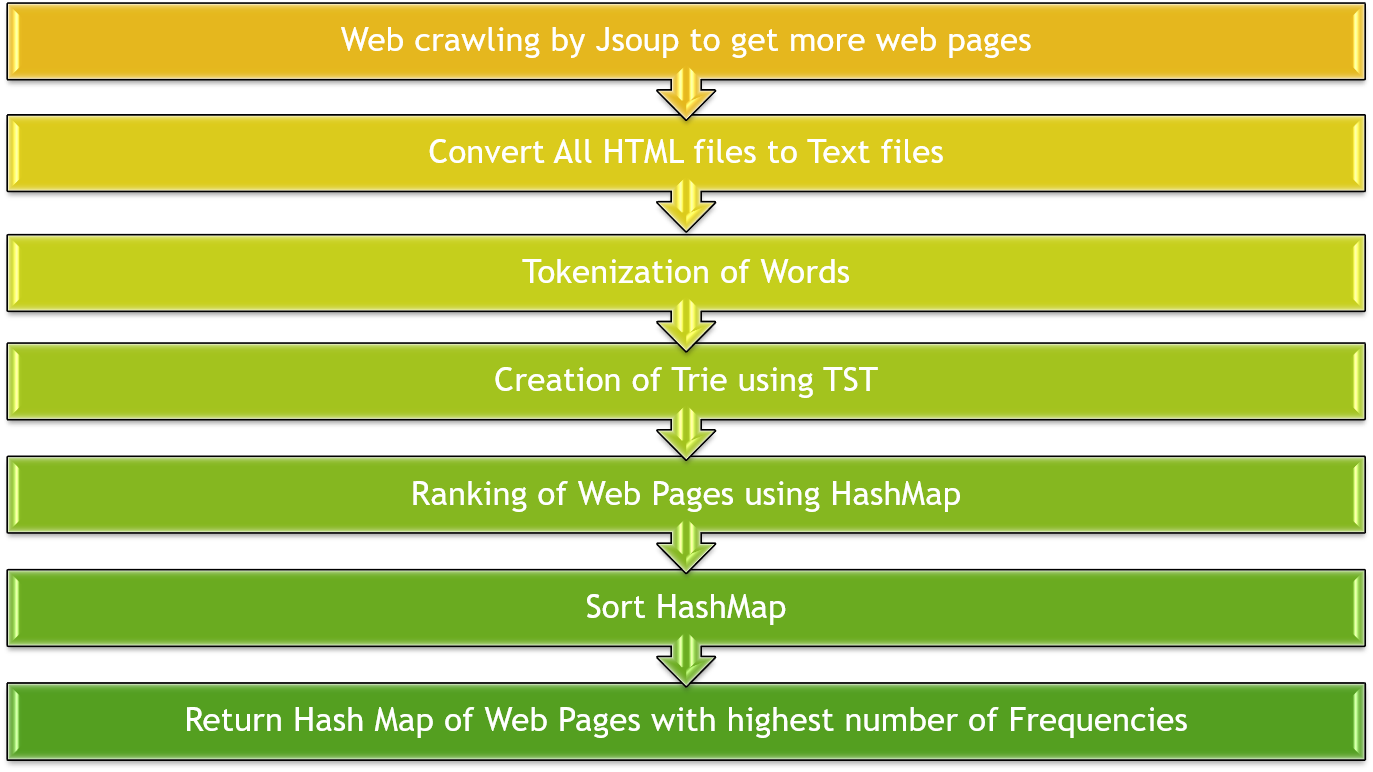 Web crawling by Jsoup to get more web pages
Convert All HTML files to Text files
Tokenization of Words
Creation of Trie using TST
Ranking of Web Pages using HashMap
Sort HashMap
Return Hash Map of Web Pages with highest number of Frequencies